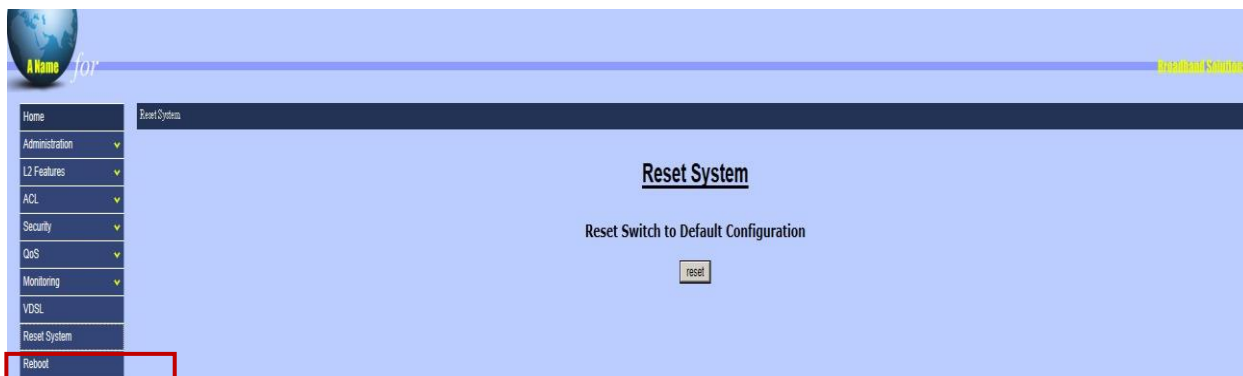 A Name for
Broadband Solutions
Home
Reset System
Administration
L2 Features
Reset System
ACL
Security
Reset Switch to Default Configuration
QoS
reset
Monitoring
VDSL
Reset System
Reboot